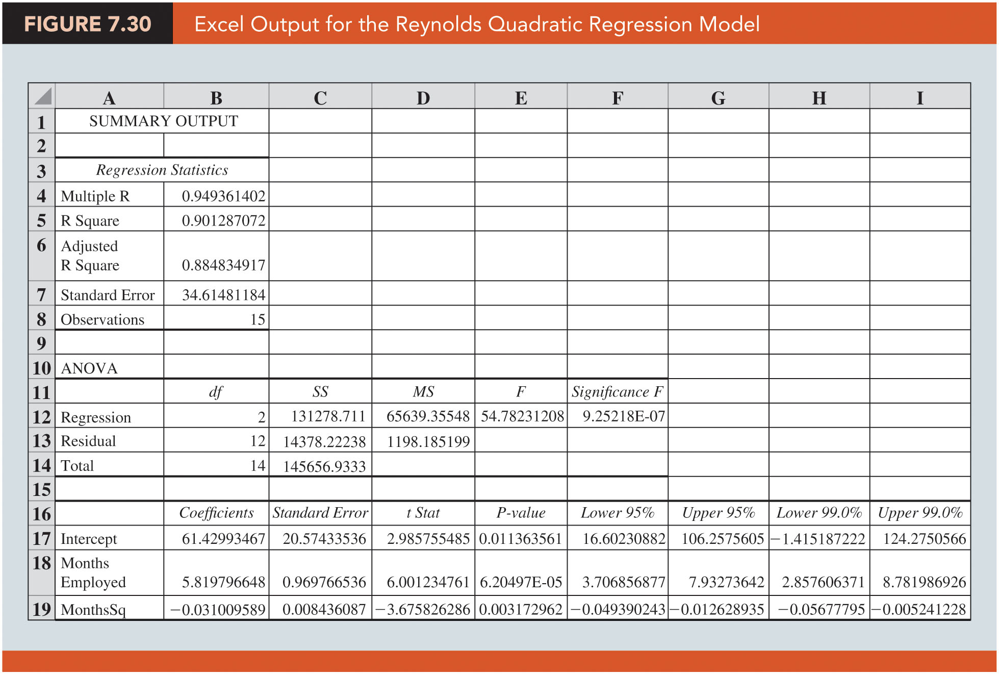 FIGURE 7.30 Excel Output for the Reynolds Quadratic Regression Model
A B C D E F G H I
1 SUMMARY OUTPUT
2
3 Regression Statistics
4 Multiple R 0.949361402
5 R Square 0.901287072
6 Adjusted
R Square 0.884834917
7 Standard Error 34.61481184
8 Observations 15
9
10 ANOVA
11 df SS MS F Significance F
12 Regression 2 131278.711 65639.35548 54.78231208 9.25218E-07
13 Residual 12 14378.22238 1198.185199
14 Total 14 145656.9333
15
16 Coefficients Standard Error t Stat P-value Lower 95% Upper 95% Lower 99.0% Upper 99.0%
17 Intercept 61.42993467 20.57433536 2.985755485 0.011363561 16.60230882 106.2575605 −1.415187222 124.2750566
18 Months
Employed 5.819796648 0.969766536 6.001234761 6.20497E-05 3.706856877 7.93273642 2.857606371 8.781986926
19 MonthsSq −0.031009589 0.008436087 −3.675826286 0.003172962 −0.049390243 −0.012628935 −0.05677795 −0.005241228